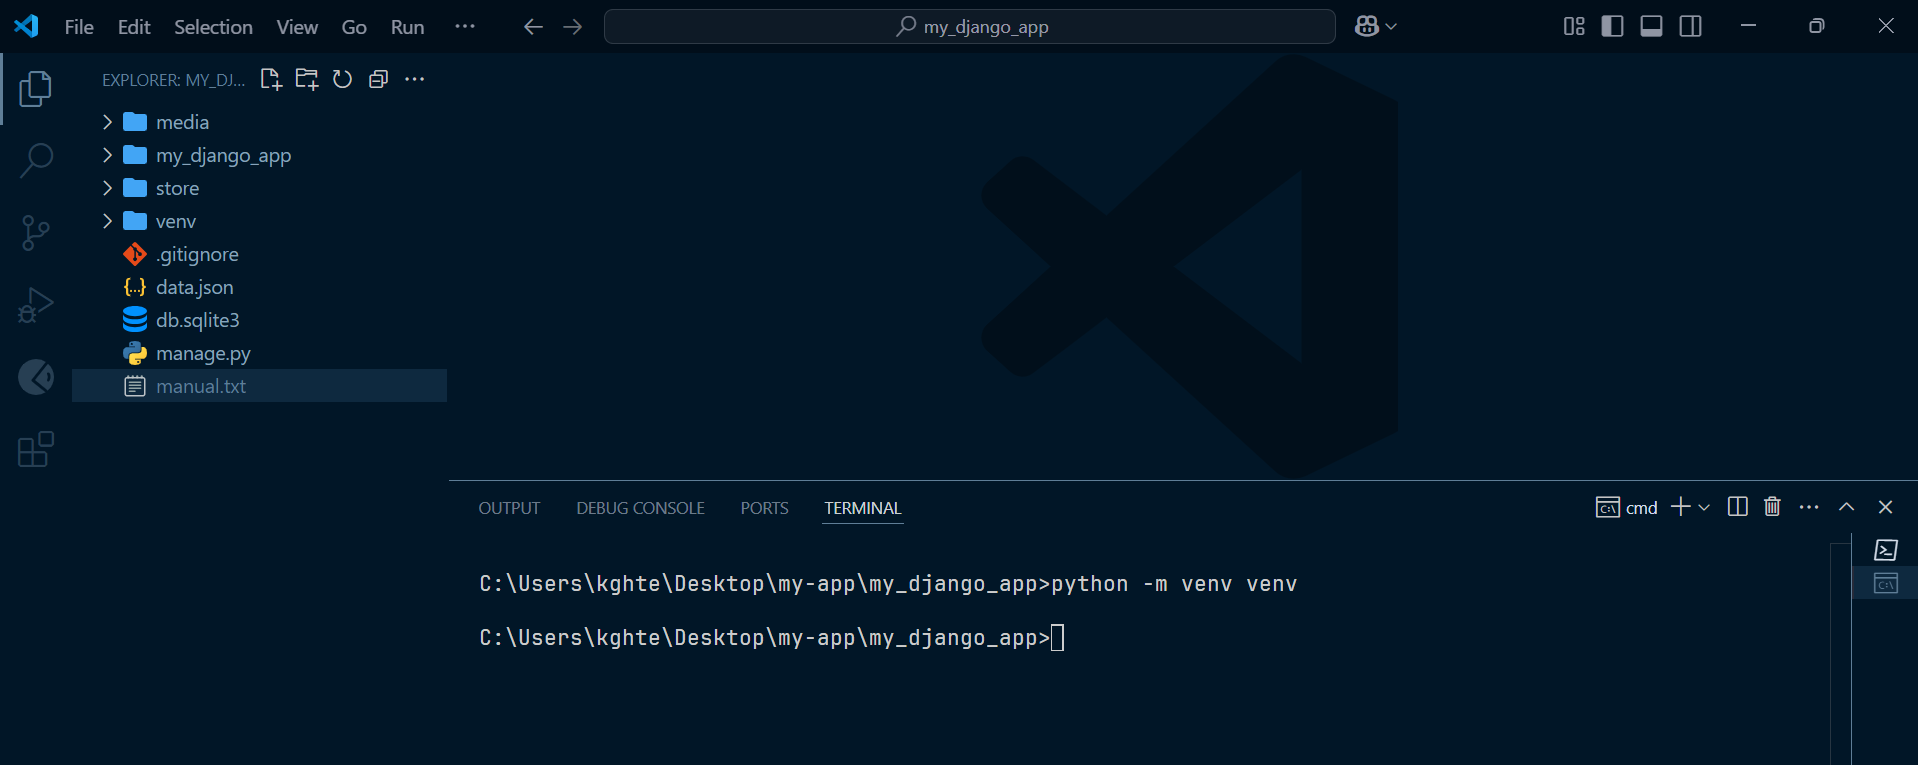 File Edit Selection View Go Run ··· my_django_app
EXPLORER: MY_DJ...
media
my_django_app
store
venv
.gitignore
data.json
db.sqlite3
manage.py
manual.txt
OUTPUT DEBUG CONSOLE PORTS TERMINAL cmd
C:\Users\kghte\Desktop\my-app\my_django_app>python -m venv venv
C:\Users\kghte\Desktop\my-app\my_django_app>